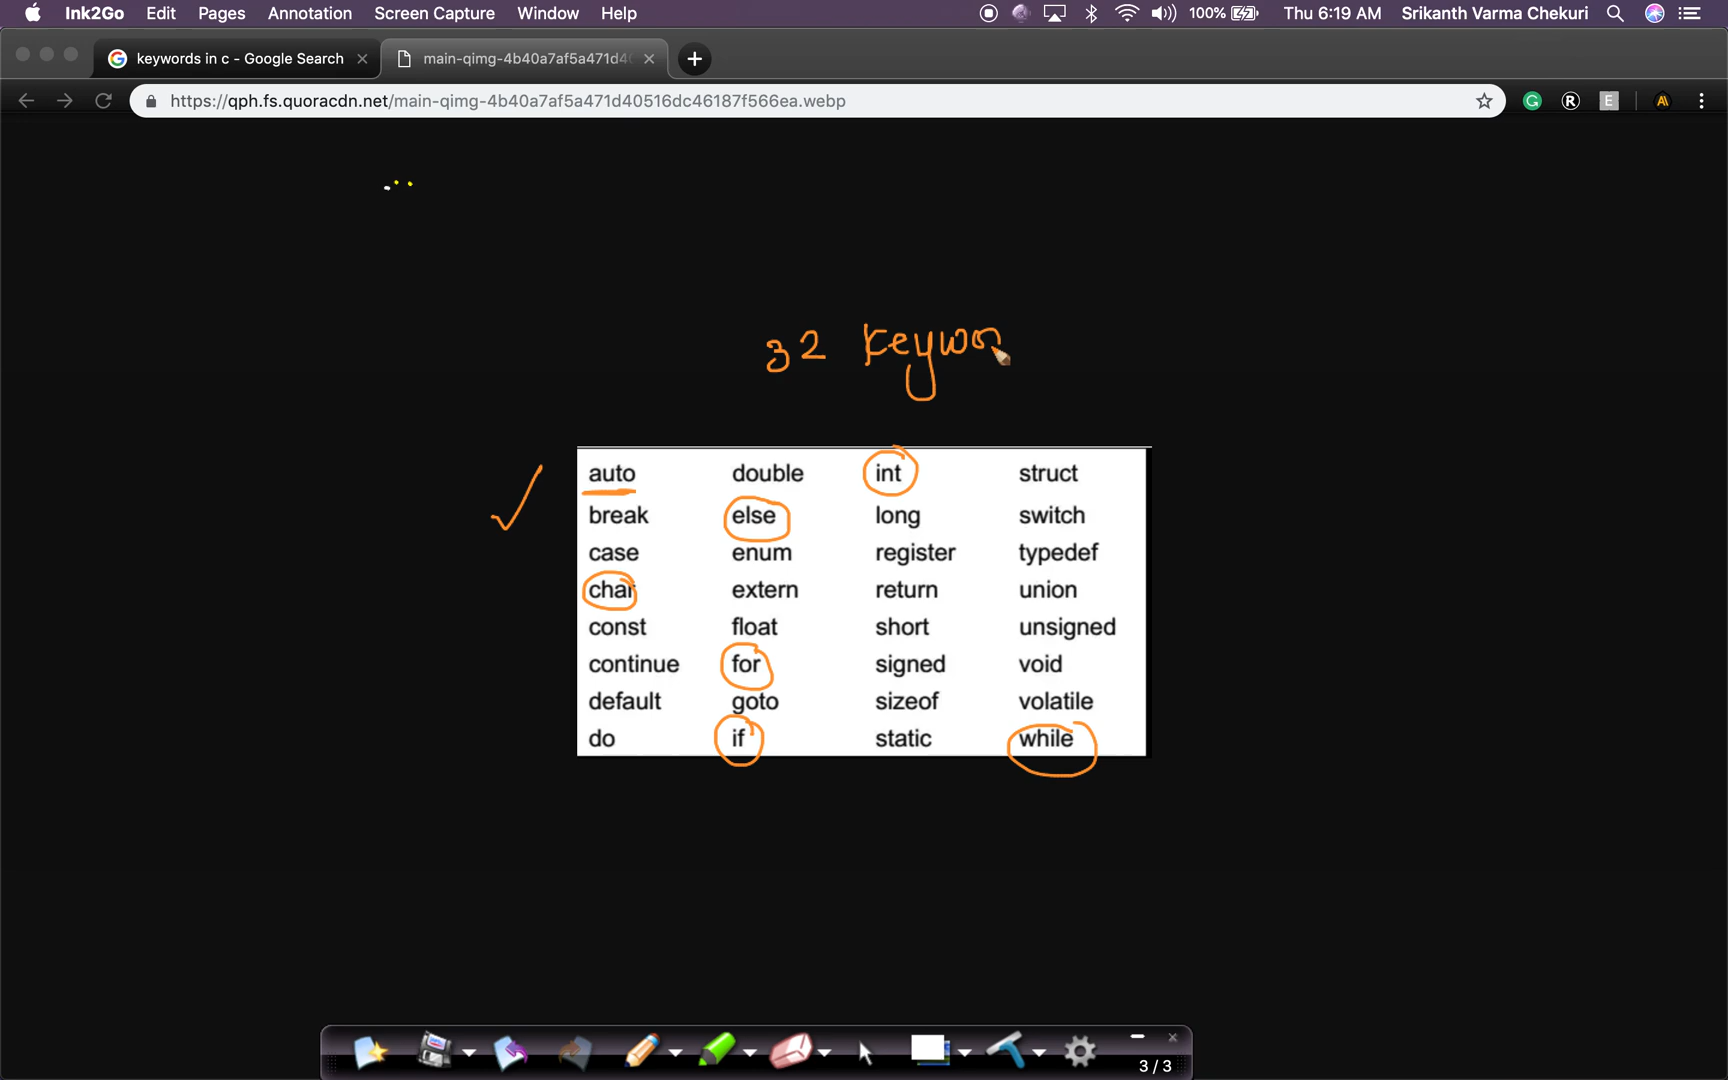 Ink2Go Edit Pages Annotation Screen Capture Window Help 100% Thu 6:19 AM Srikanth Varma Chekuri
keywords in c - Google Search main-qimg-4b40a7af5a471d4
https://qph.fs.quoracdn.net/main-qimg-4b40a7af5a471d40516dc46187f566ea.webp
32 Keywor
auto double int struct
break else long switch
case enum register typedef
char extern return union
const float short unsigned
continue for signed void
default goto sizeof volatile
do if static while
3 / 3